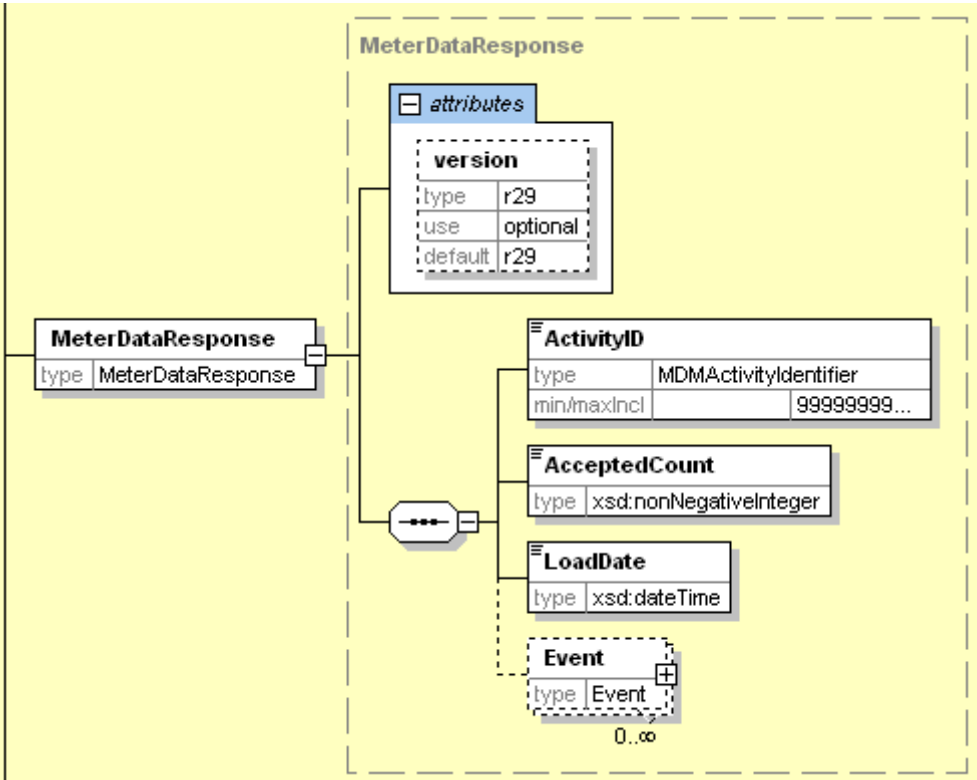 MeterDataResponse
attributes
version
type r29
use optional
default r29
MeterDataResponse
type MeterDataResponse
ActivityID
type MDMActivityIdentifier
min/maxIncl 99999999...
AcceptedCount
type xsd:nonNegativeInteger
LoadDate
type xsd:dateTime
Event
type Event
0..∞